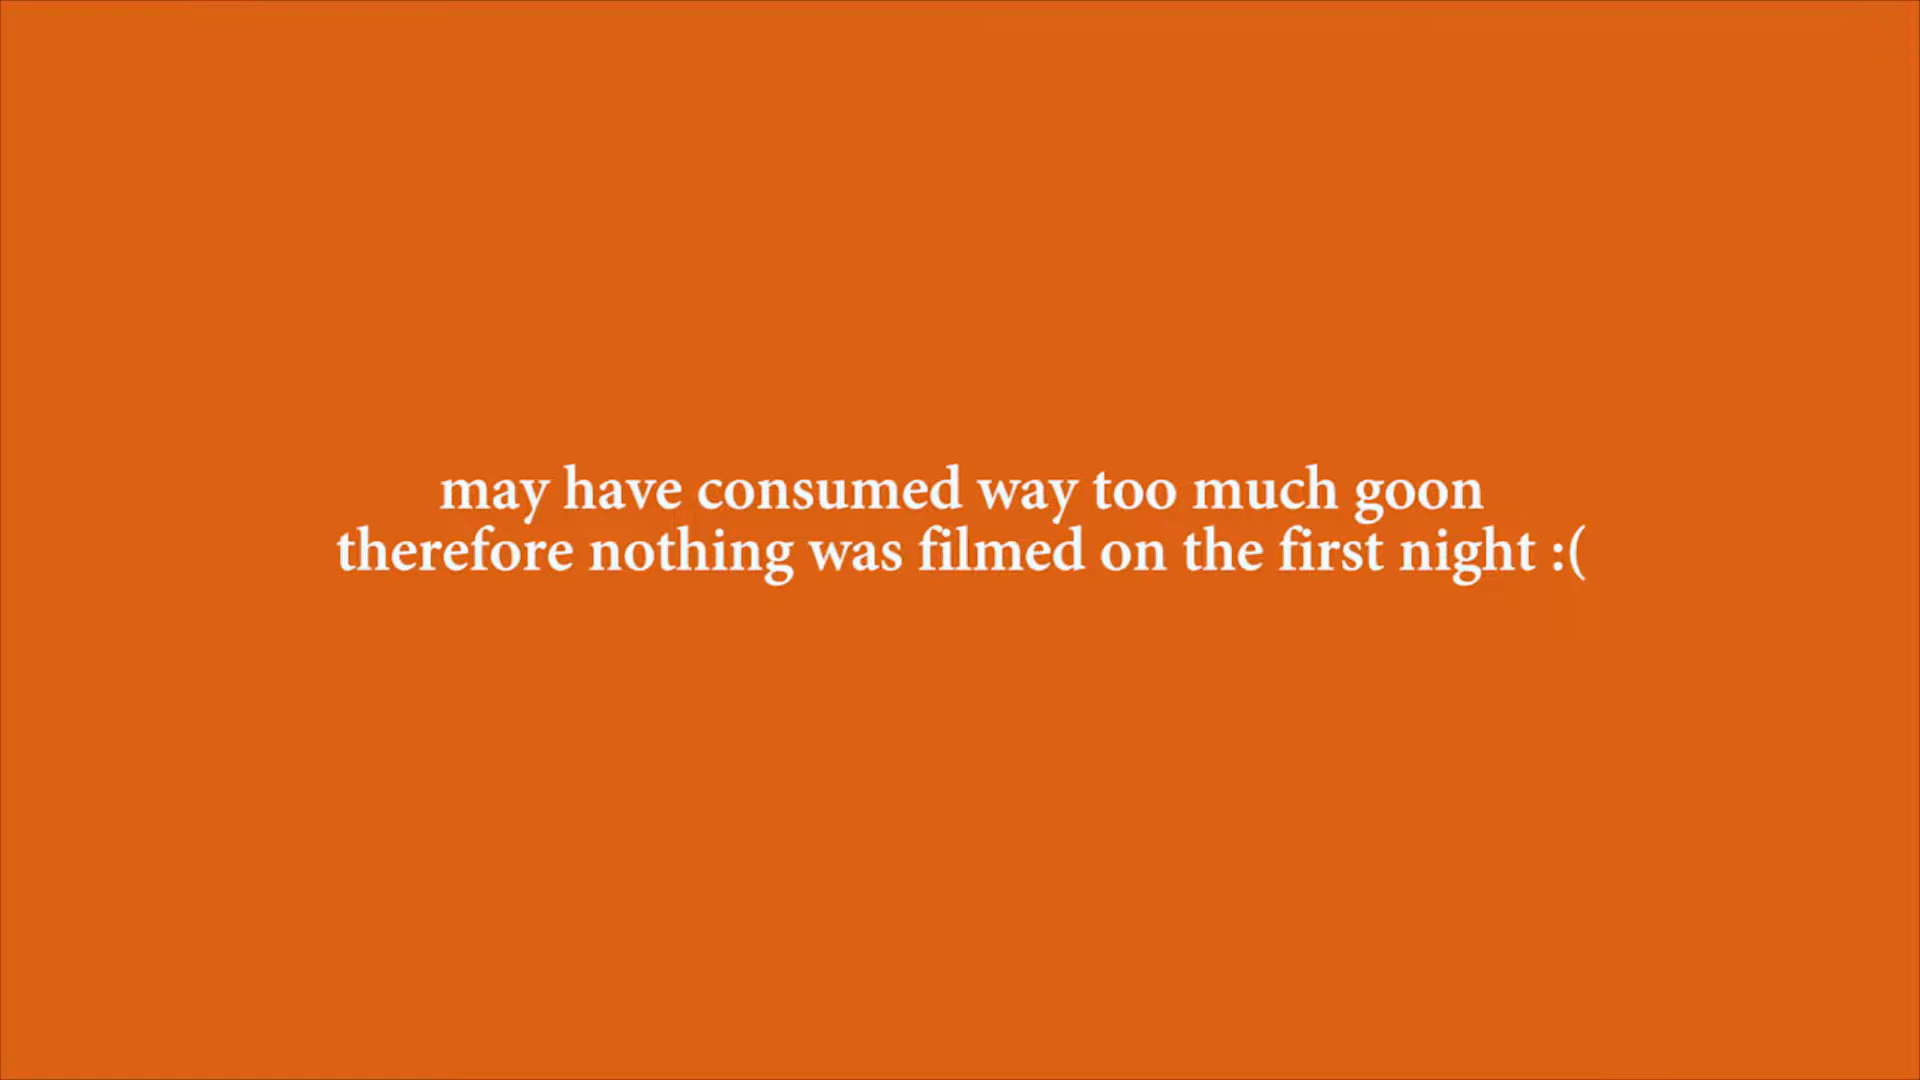 may have consumed way too much goon
therefore nothing was filmed on the first night :(